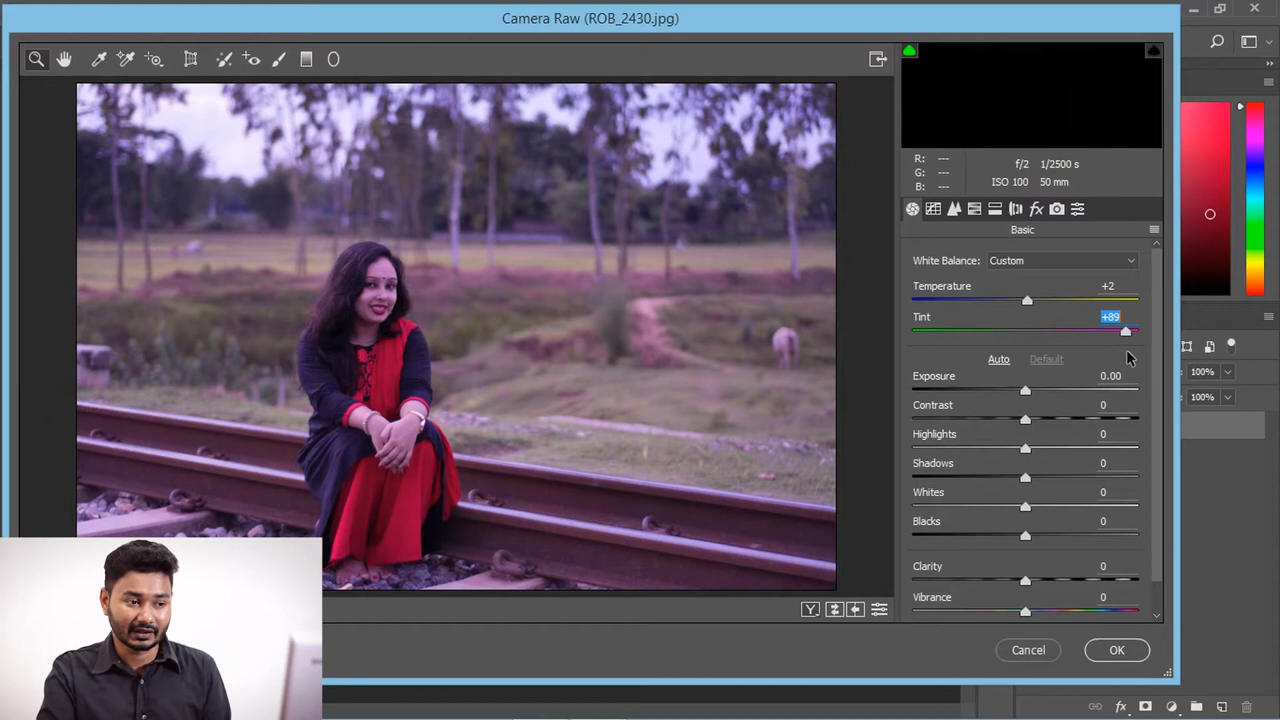 Camera Raw (ROB_2430.jpg)
R: ---
G: ---
B: ---
f/2 1/2500 s
ISO 100 50 mm
fx
Basic
White Balance: Custom
Temperature +2
Tint +89
Auto Default
Exposure 0.00
Contrast 0
Highlights 0
Shadows 0
Whites 0
Blacks 0
Clarity 0
Vibrance 0
Y
Cancel OK
100%
100%
fx